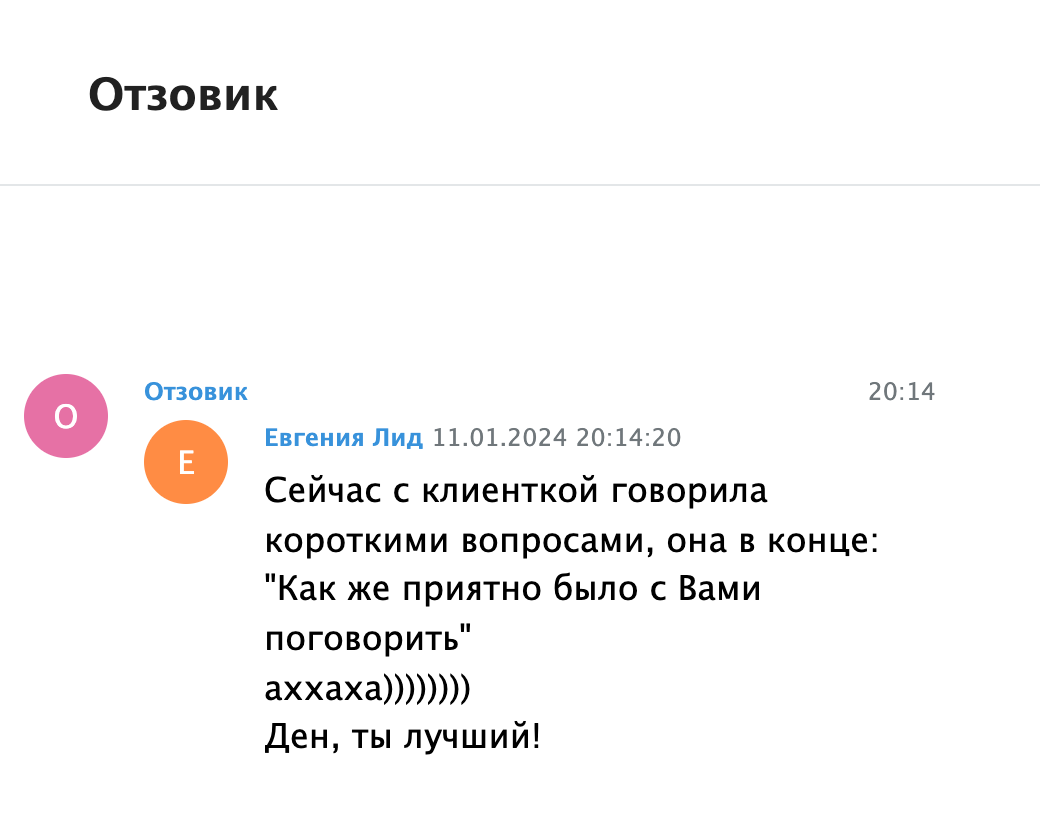 Отзовик
О
Отзовик 20:14
Е
Евгения Лид 11.01.2024 20:14:20
Сейчас с клиенткой говорила
короткими вопросами, она в конце:
"Как же приятно было с Вами
поговорить"
аххаха))))))))
Ден, ты лучший!